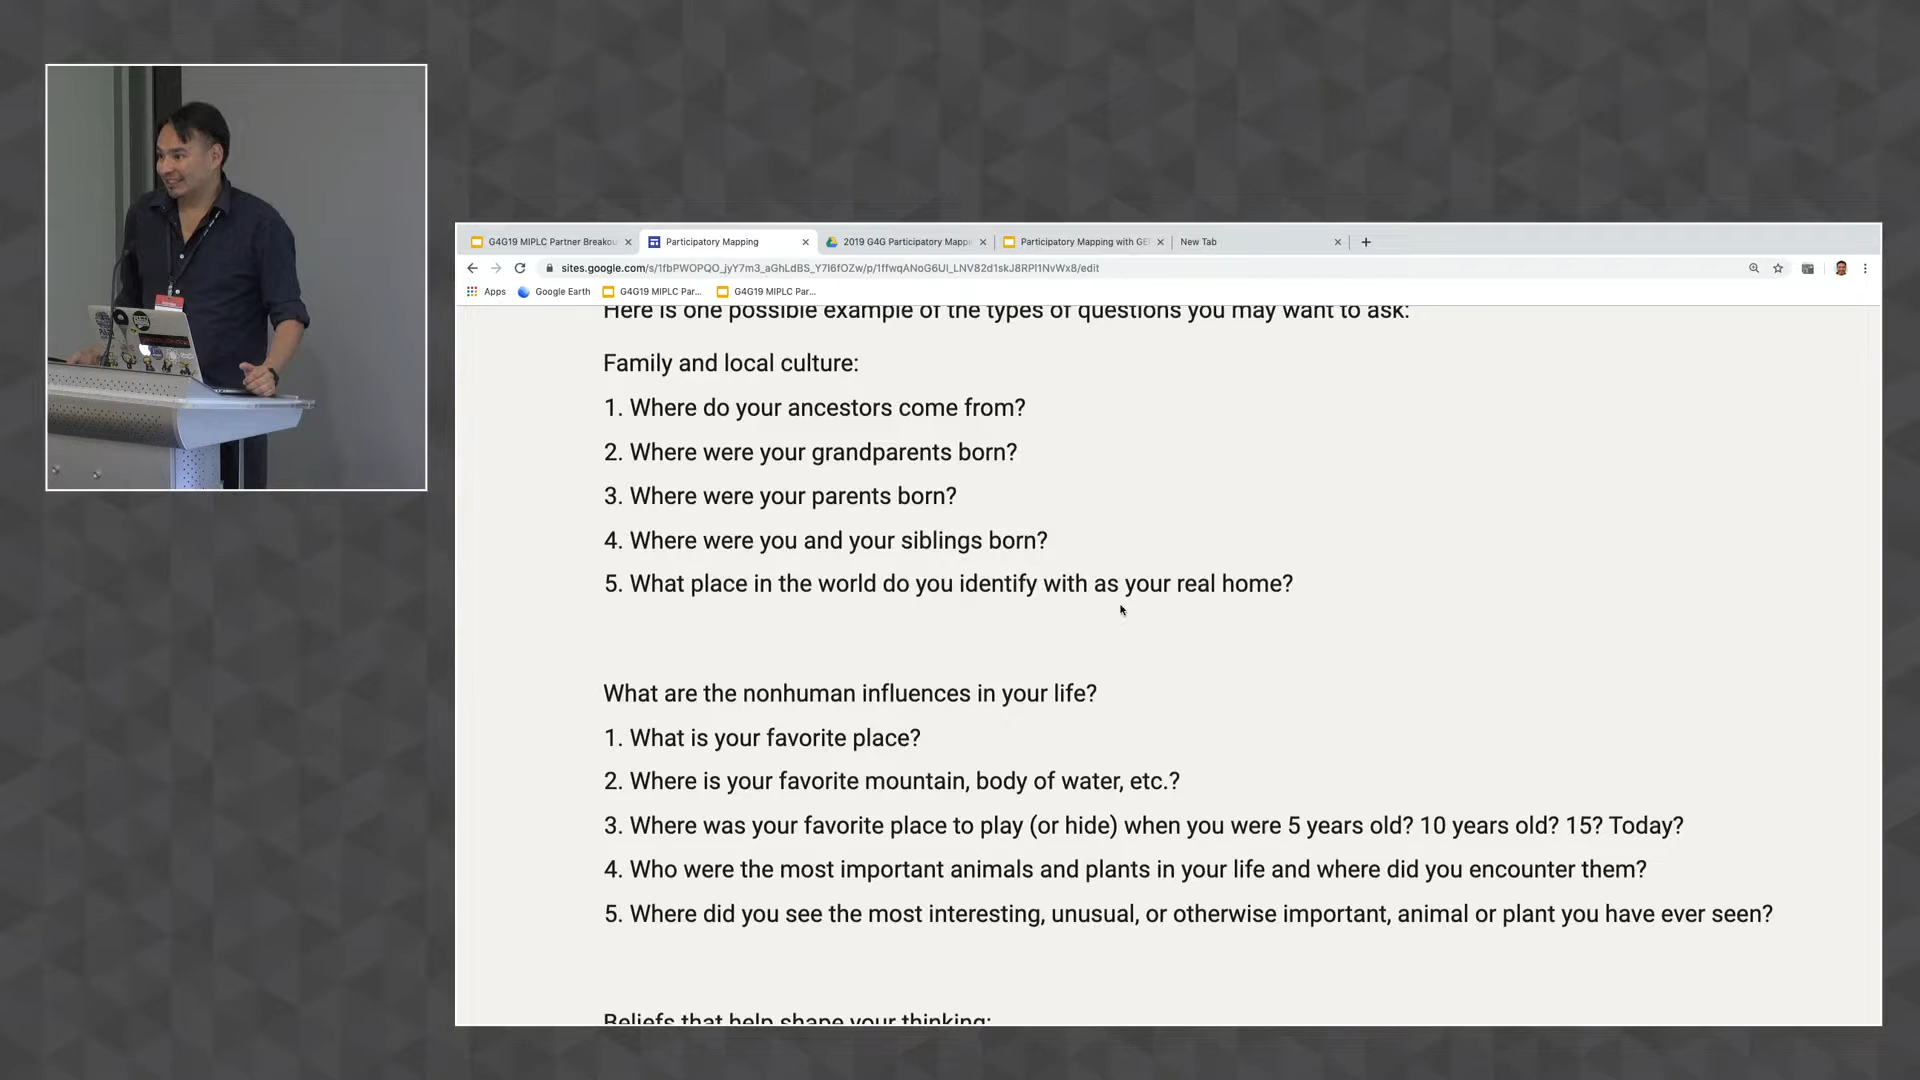 G4G19 MIPLC Partner Breakou
Participatory Mapping
2019 G4G Participatory Mapp
Participatory Mapping with GE
New Tab
sites.google.com/s/1fbPWOPQO_jyY7m3_aGhLdBS_Y7I6fOZw/p/1ffwqANoG6UI_LNV82d1skJ8RPI1NvWx8/edit
Apps
Google Earth
G4G19 MIPLC Par...
G4G19 MIPLC Par...
Here is one possible example of the types of questions you may want to ask:
Family and local culture:
1. Where do your ancestors come from?
2. Where were your grandparents born?
3. Where were your parents born?
4. Where were you and your siblings born?
5. What place in the world do you identify with as your real home?
What are the nonhuman influences in your life?
1. What is your favorite place?
2. Where is your favorite mountain, body of water, etc.?
3. Where was your favorite place to play (or hide) when you were 5 years old? 10 years old? 15? Today?
4. Who were the most important animals and plants in your life and where did you encounter them?
5. Where did you see the most interesting, unusual, or otherwise important, animal or plant you have ever seen?
Beliefs that help shape your thinking: